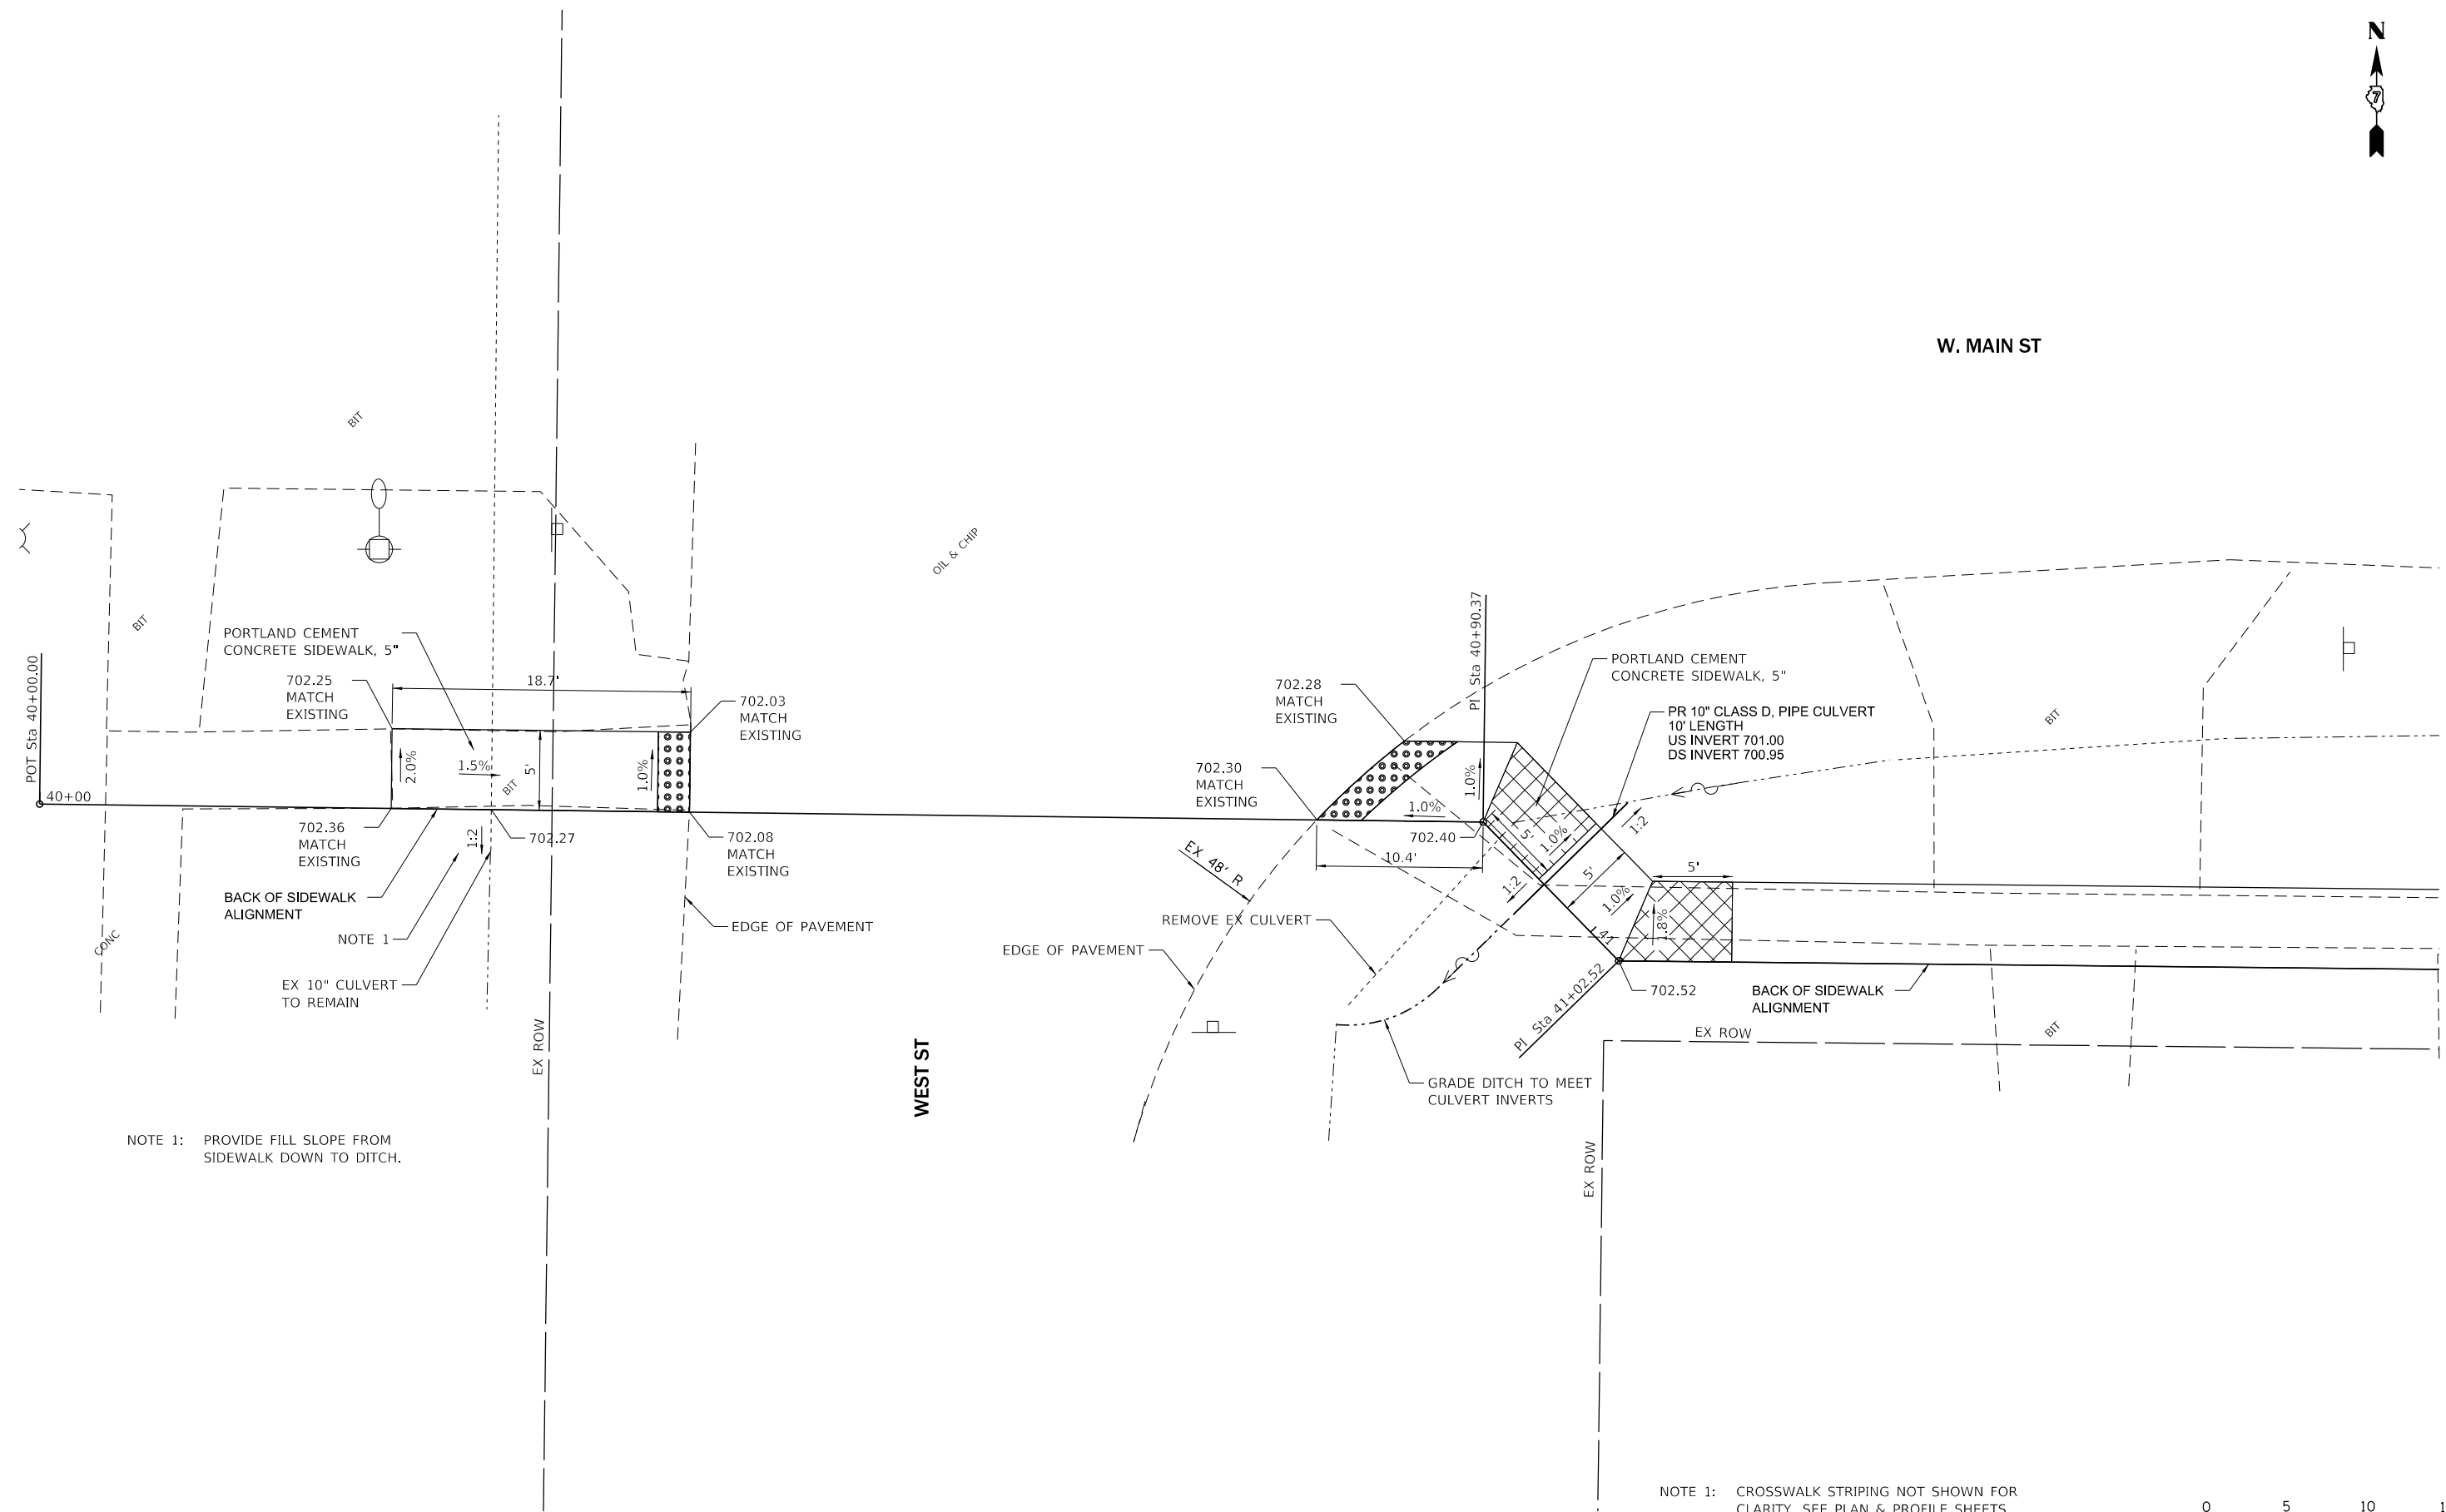 N
7
W. MAIN ST
BIT
OIL & CHIP
BIT
PORTLAND CEMENT
CONCRETE SIDEWALK, 5"
POT Sta 40+00.00
702.25
MATCH
EXISTING
18.7'
702.03
MATCH
EXISTING
2.0%
1.5%
5'
BIT
1.0%
40+00
702.36
MATCH
EXISTING
1:2
702.27
702.08
MATCH
EXISTING
BACK OF SIDEWALK
ALIGNMENT
NOTE 1
EDGE OF PAVEMENT
CONC
EX 10" CULVERT
TO REMAIN
EX ROW
NOTE 1: PROVIDE FILL SLOPE FROM
SIDEWALK DOWN TO DITCH.
WEST ST
PI Sta 40+90.37
702.28
MATCH
EXISTING
PORTLAND CEMENT
CONCRETE SIDEWALK, 5"
PR 10" CLASS D, PIPE CULVERT
10' LENGTH
US INVERT 701.00
DS INVERT 700.95
BIT
702.30
MATCH
EXISTING
1.0%
1.0%
702.40
10.4'
5'
1.0%
1:2
1:2
5'
1.0%
5'
1.8%
EX 48' R
REMOVE EX CULVERT
EDGE OF PAVEMENT
41
PI Sta 41+02.52
702.52
BACK OF SIDEWALK
ALIGNMENT
EX ROW
BIT
GRADE DITCH TO MEET
CULVERT INVERTS
EX ROW
NOTE 1: CROSSWALK STRIPING NOT SHOWN FOR
CLARITY. SEE PLAN & PROFILE SHEETS
0 5 10